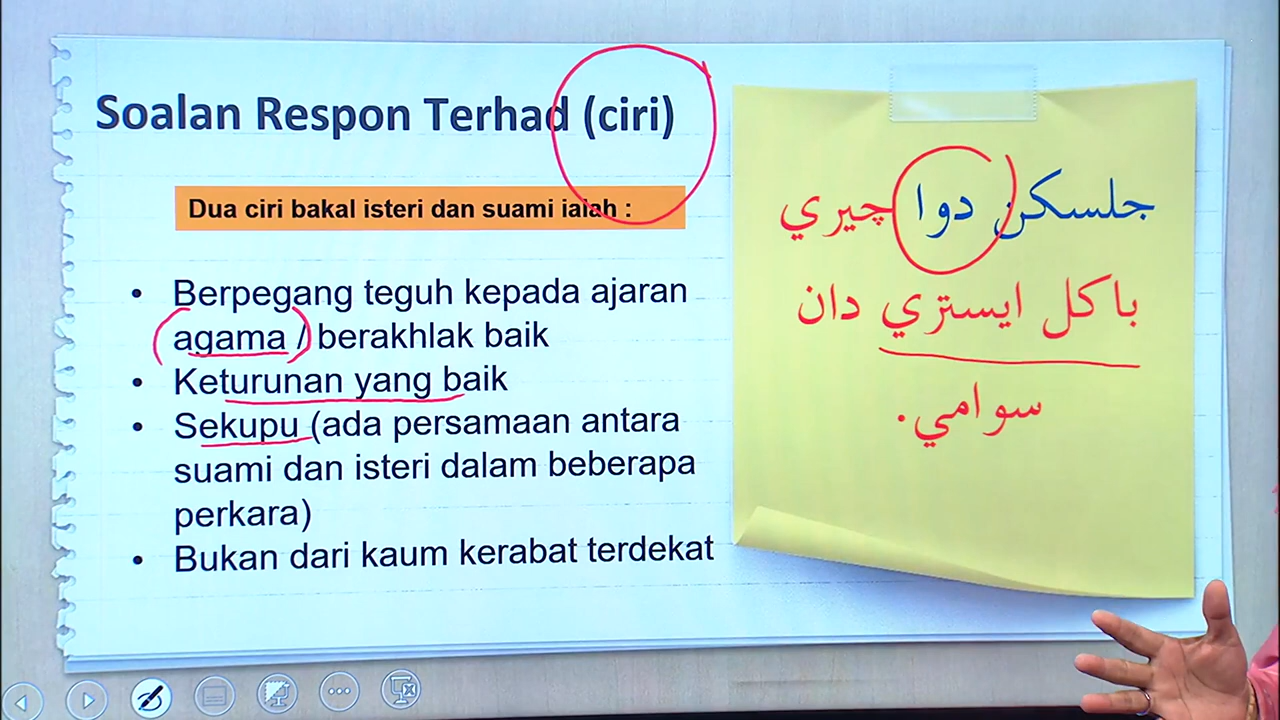 Soalan Respon Terhad (ciri)
Dua ciri bakal isteri dan suami ialah :
• Berpegang teguh kepada ajaran
agama / berakhlak baik
• Keturunan yang baik
• Sekupu (ada persamaan antara
suami dan isteri dalam beberapa
perkara)
• Bukan dari kaum kerabat terdekat
جلسكن دوا چيري
باكل ايستري دان
سوامي.